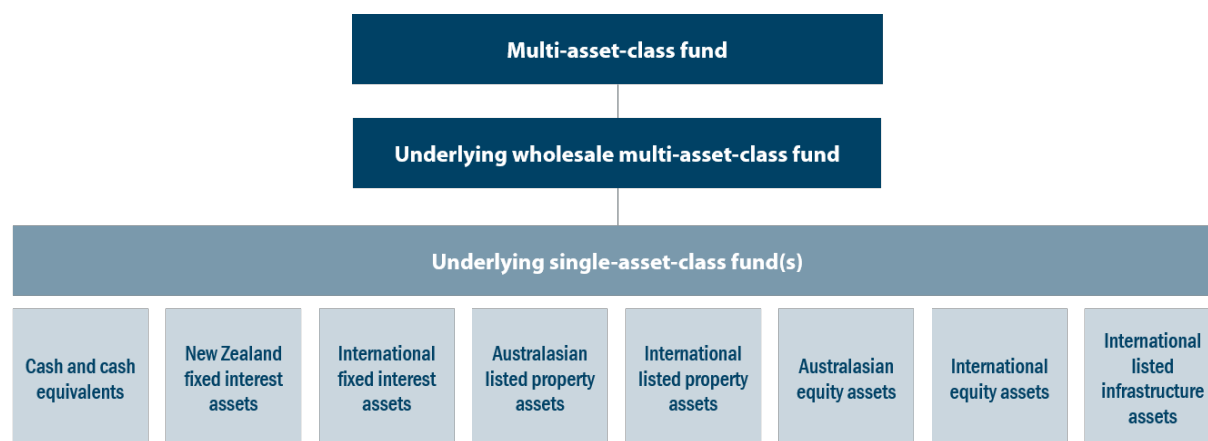 Multi-asset-class fund
Underlying wholesale multi-asset-class fund
Underlying single-asset-class fund(s)
Cash and cash
equivalents
New Zealand
fixed interest
assets
International
fixed interest
assets
Australasian
listed property
assets
International
listed property
assets
Australasian
equity assets
International
equity assets
International
listed
infrastructure
assets